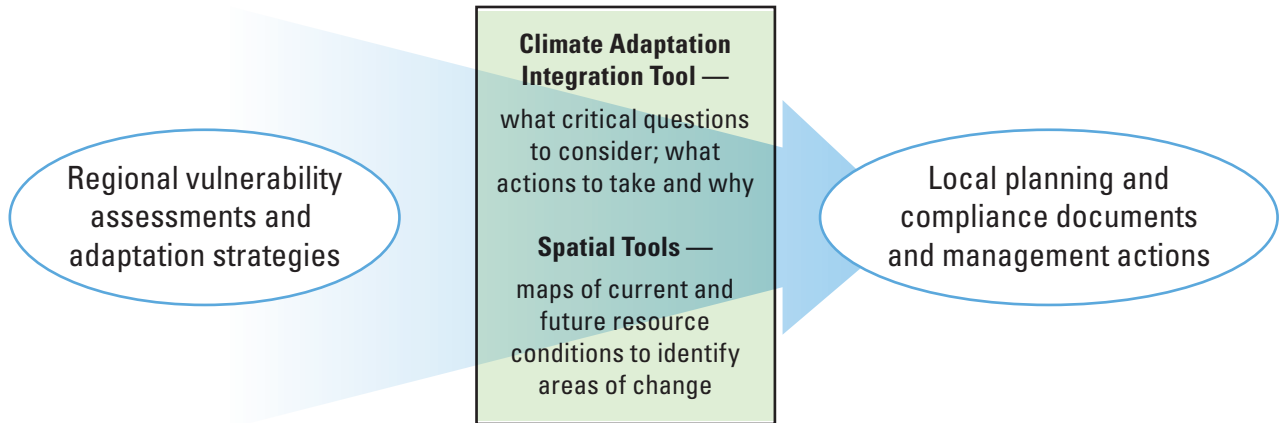 Regional vulnerability
assessments and
adaptation strategies
Climate Adaptation
Integration Tool —
what critical questions
to consider; what
actions to take and why
Spatial Tools —
maps of current and
future resource
conditions to identify
areas of change
Local planning and
compliance documents
and management actions